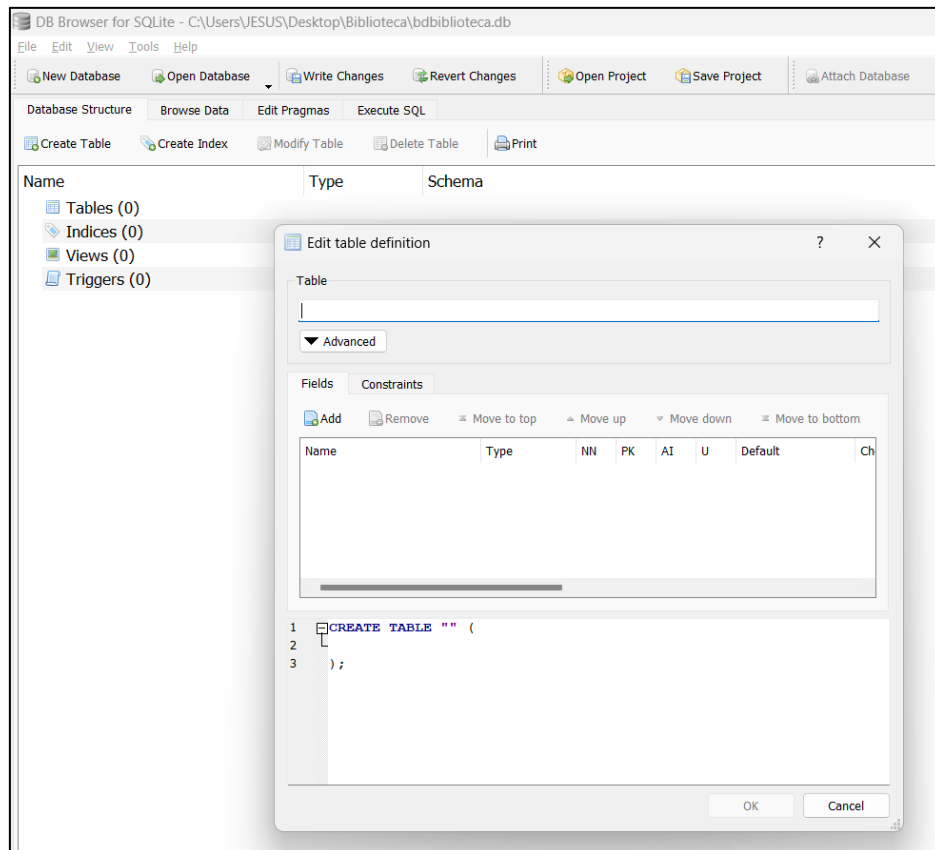 DB Browser for SQLite - C:\Users\JESUS\Desktop\Biblioteca\bdbiblioteca.db
File Edit View Tools Help
New Database Open Database Write Changes Revert Changes Open Project Save Project Attach Database
Database Structure Browse Data Edit Pragmas Execute SQL
Create Table Create Index Modify Table Delete Table Print
Name Type Schema
Tables (0)
Indices (0)
Views (0)
Triggers (0)
Edit table definition ?
Table
Advanced
Fields Constraints
Add Remove Move to top Move up Move down Move to bottom
Name Type NN PK AI U Default Ch
1 CREATE TABLE "" (
2
3 );
OK Cancel